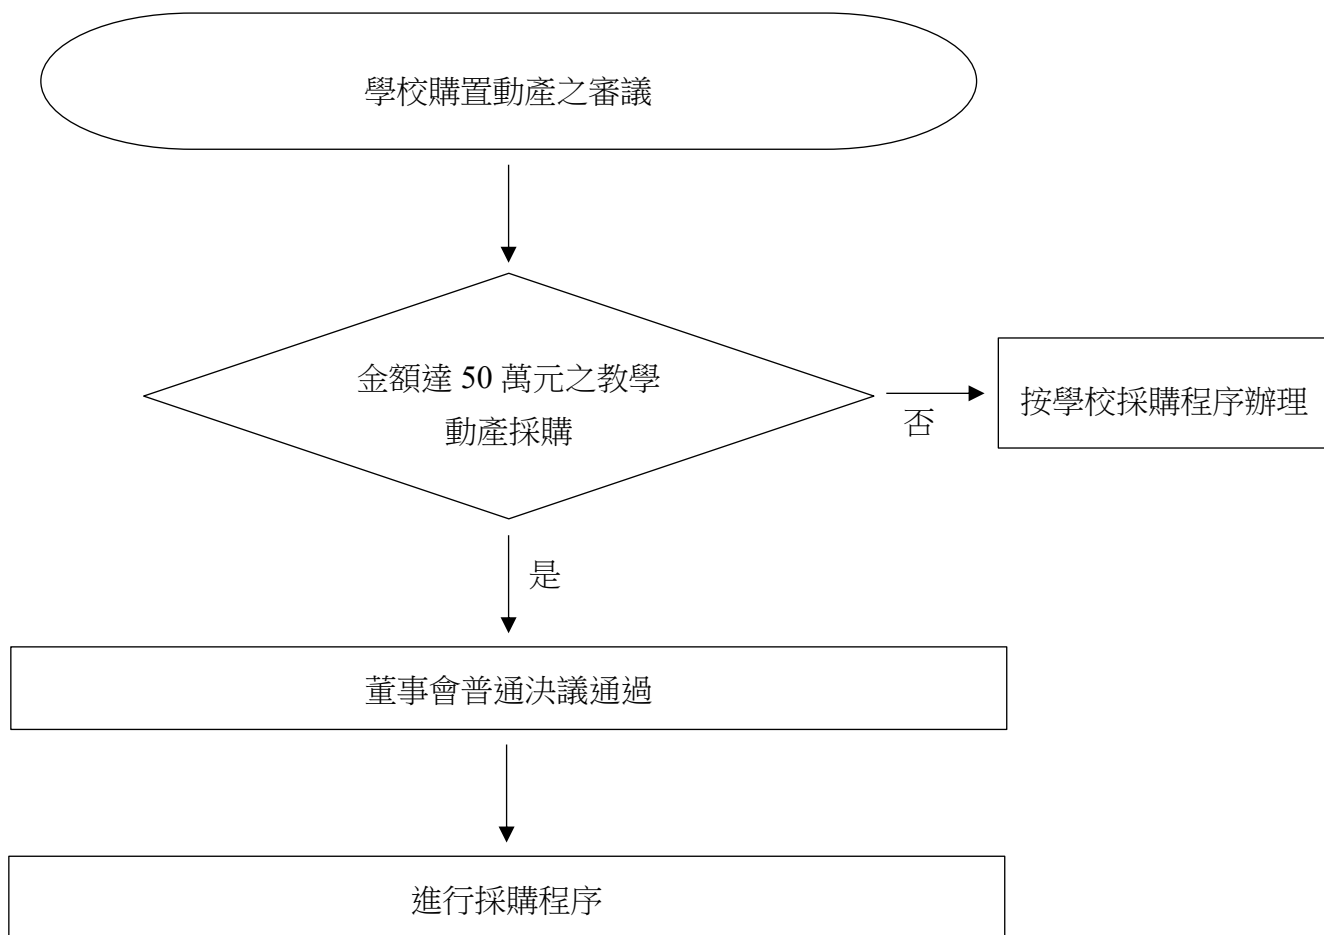 學校購置動產之審議
金額達 50 萬元之教學
動產採購
否
按學校採購程序辦理
是
董事會普通決議通過
進行採購程序